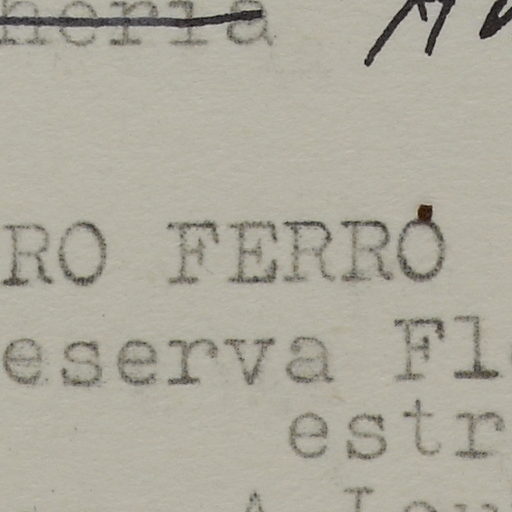 heria
RO FERRO
eserva Fl
estr